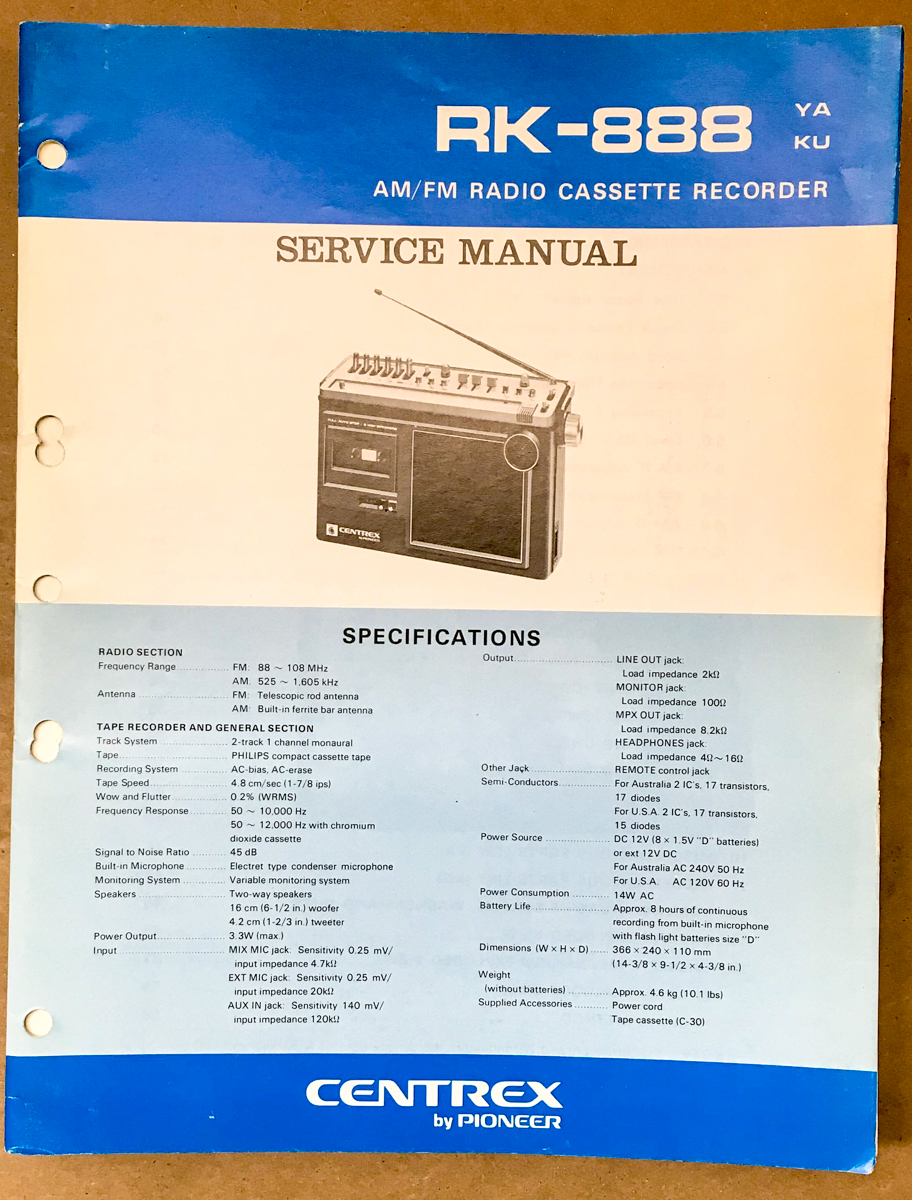 RK-888 YA
KU
AM/FM RADIO CASSETTE RECORDER
SERVICE MANUAL
CENTREX
by PIONEER
SPECIFICATIONS
RADIO SECTION
Frequency Range FM: 88 ~ 108 MHz
AM: 525 ~ 1,605 kHz
Antenna FM: Telescopic rod antenna
AM: Built-in ferrite bar antenna
TAPE RECORDER AND GENERAL SECTION
Track System 2-track 1 channel monaural
Tape PHILIPS compact cassette tape
Recording System AC-bias, AC-erase
Tape Speed 4.8 cm/sec (1-7/8 ips)
Wow and Flutter 0.2% (WRMS)
Frequency Response 50 ~ 10,000 Hz
50 ~ 12,000 Hz with chromium
dioxide cassette
Signal to Noise Ratio 45 dB
Built-in Microphone Electret type condenser microphone
Monitoring System Variable monitoring system
Speakers Two-way speakers
16 cm (6-1/2 in.) woofer
4.2 cm (1-2/3 in.) tweeter
Power Output 3.3W (max.)
Input MIX MIC jack: Sensitivity 0.25 mV/
input impedance 4.7kΩ
EXT MIC jack: Sensitivity 0.25 mV/
input impedance 20kΩ
AUX IN jack: Sensitivity 140 mV/
input impedance 120kΩ
Output LINE OUT jack:
Load impedance 2kΩ
MONITOR jack:
Load impedance 100Ω
MPX OUT jack:
Load impedance 8.2kΩ
HEADPHONES jack:
Load impedance 4Ω~16Ω
Other Jack REMOTE control jack
Semi-Conductors For Australia 2 IC's, 17 transistors,
17 diodes
For U.S.A. 2 IC's, 17 transistors,
15 diodes
Power Source DC 12V (8 × 1.5V "D" batteries)
or ext 12V DC
For Australia AC 240V 50 Hz
For U.S.A. AC 120V 60 Hz
Power Consumption 14W AC
Battery Life Approx. 8 hours of continuous
recording from built-in microphone
with flash light batteries size "D"
Dimensions (W × H × D) 366 × 240 × 110 mm
(14-3/8 × 9-1/2 × 4-3/8 in.)
Weight
(without batteries) Approx. 4.6 kg (10.1 lbs)
Supplied Accessories Power cord
Tape cassette (C-30)
CENTREX
by PIONEER